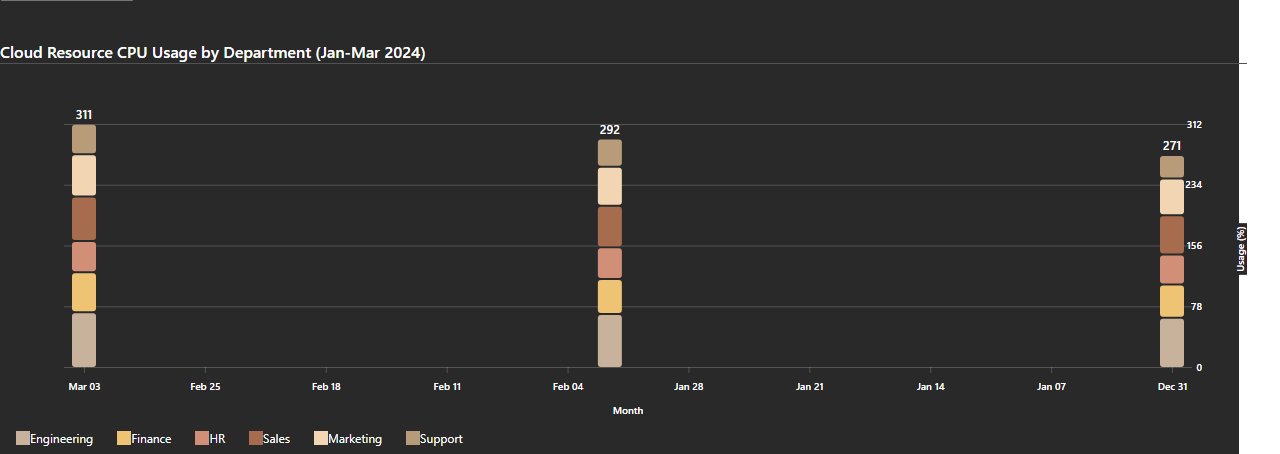 Cloud Resource CPU Usage by Department (Jan-Mar 2024)
311
292
271
312
234
156
78
0
Usage (%)
Mar 03 Feb 25 Feb 18 Feb 11 Feb 04 Jan 28 Jan 21 Jan 14 Jan 07 Dec 31
Month
Engineering Finance HR Sales Marketing Support